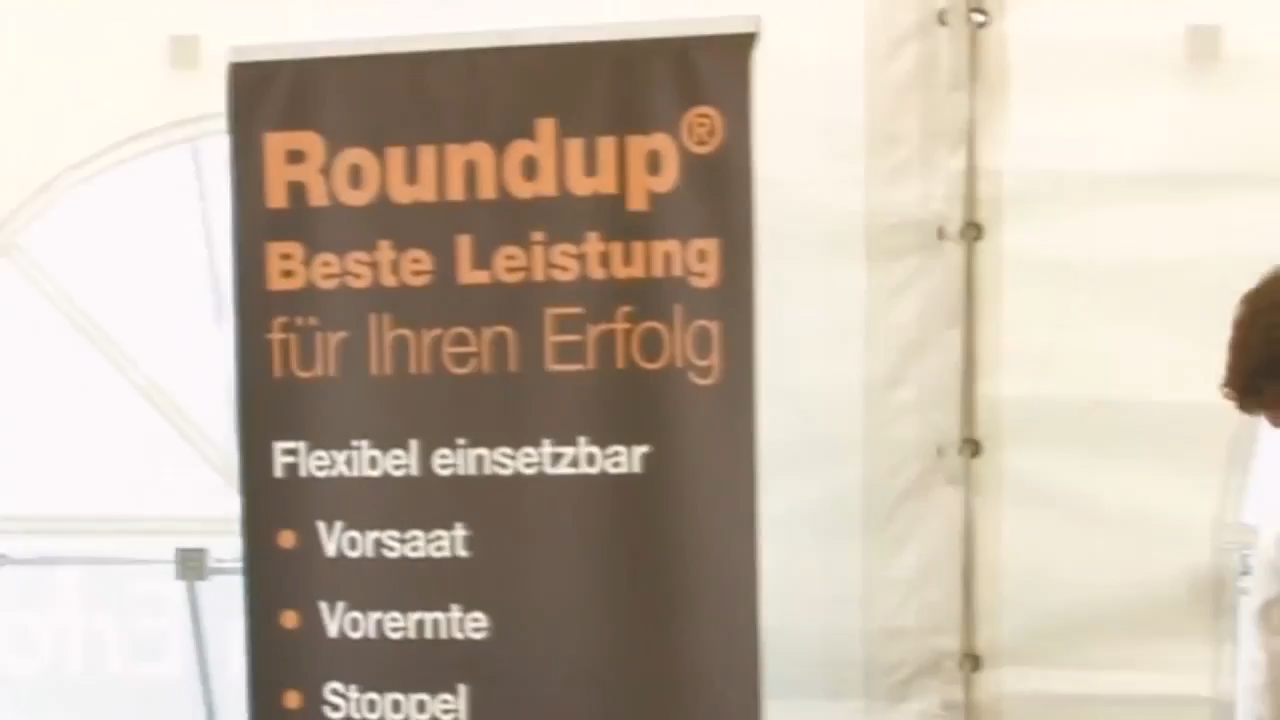 Roundup®
Beste Leistung
für Ihren Erfolg
Flexibel einsetzbar
• Vorsaat
• Vorernte
• Stoppel